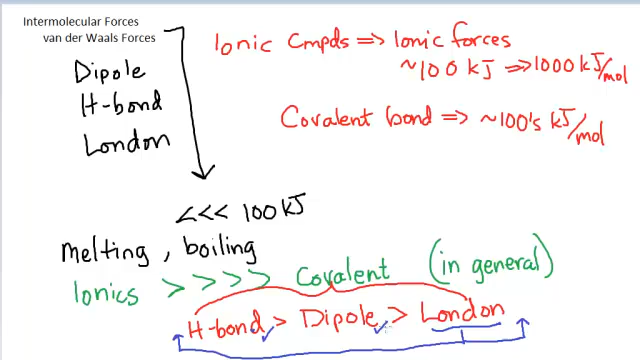 Intermolecular Forces
van der Waals Forces
Dipole
H-bond
London
Ionic Cmpds => Ionic forces
~100 kJ => 1000 kJ/mol
Covalent bond => ~100's kJ/mol
<<< 100 kJ
melting, boiling
Ionics >>>> Covalent (in general)
H-bond > Dipole > London